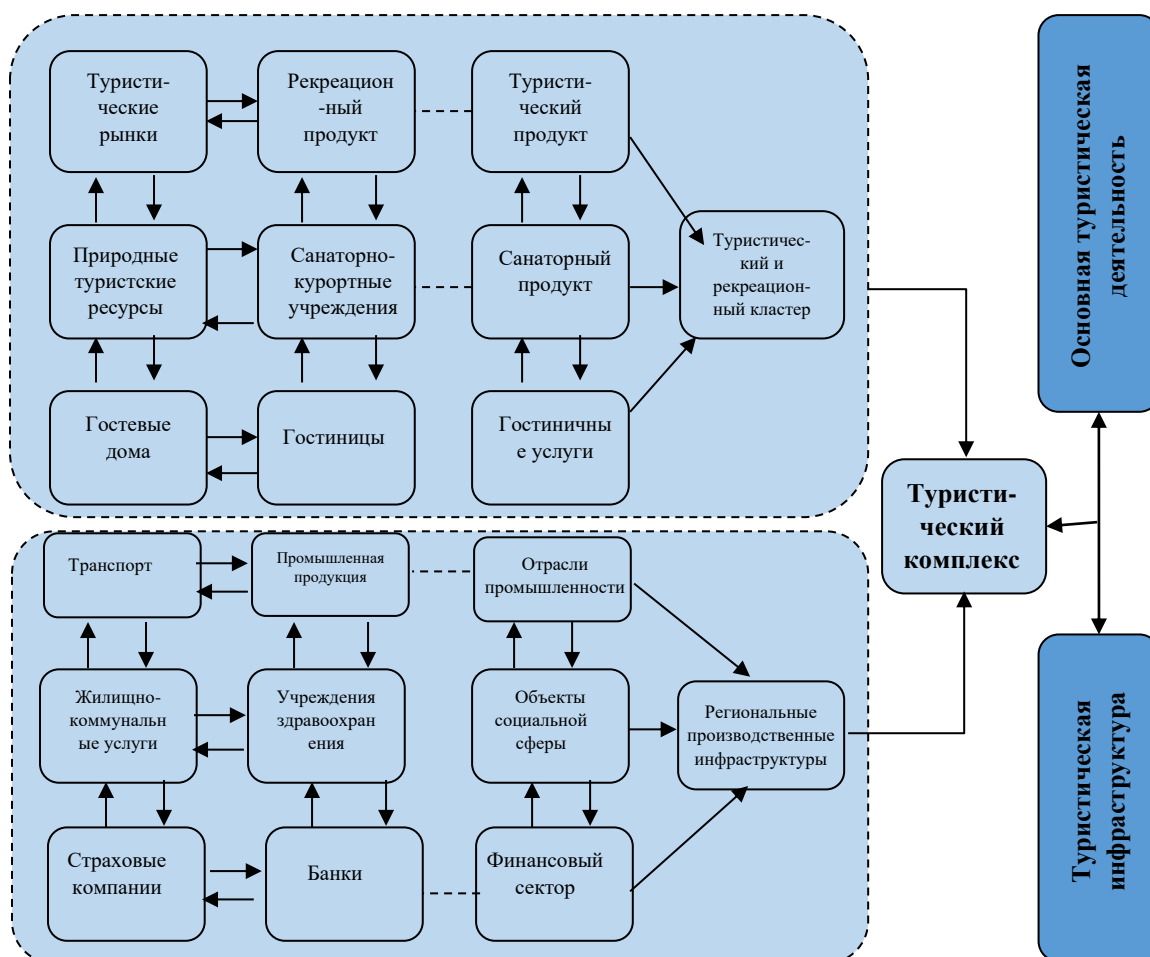 Туристи-
ческие
рынки
Рекреацион
-ный
продукт
Туристи-
ческий
продукт
Природные
туристские
ресурсы
Санаторно-
курортные
учреждения
Санаторный
продукт
Туристичес-
кий и
рекреацион-
ный кластер
Гостевые
дома
Гостиницы
Гостиничны
е услуги
Основная туристическая
деятельность
Туристи-
ческий
комплекс
Транспорт
Промышленная
продукция
Отрасли
промышленности
Жилищно-
коммунальн
ые услуги
Учреждения
здравоохран
ения
Объекты
социальной
сферы
Региональные
производственные
инфраструктуры
Страховые
компании
Банки
Финансовый
сектор
Туристическая
инфраструктура